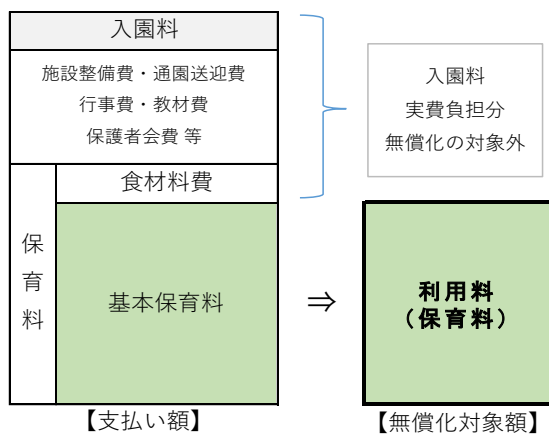 入園料
施設整備費・通園送迎費
行事費・教材費
保護者会費 等
食材料費
保育料
基本保育料
【支払い額】
入園料
実費負担分
無償化の対象外
⇒
利用料
（保育料）
【無償化対象額】